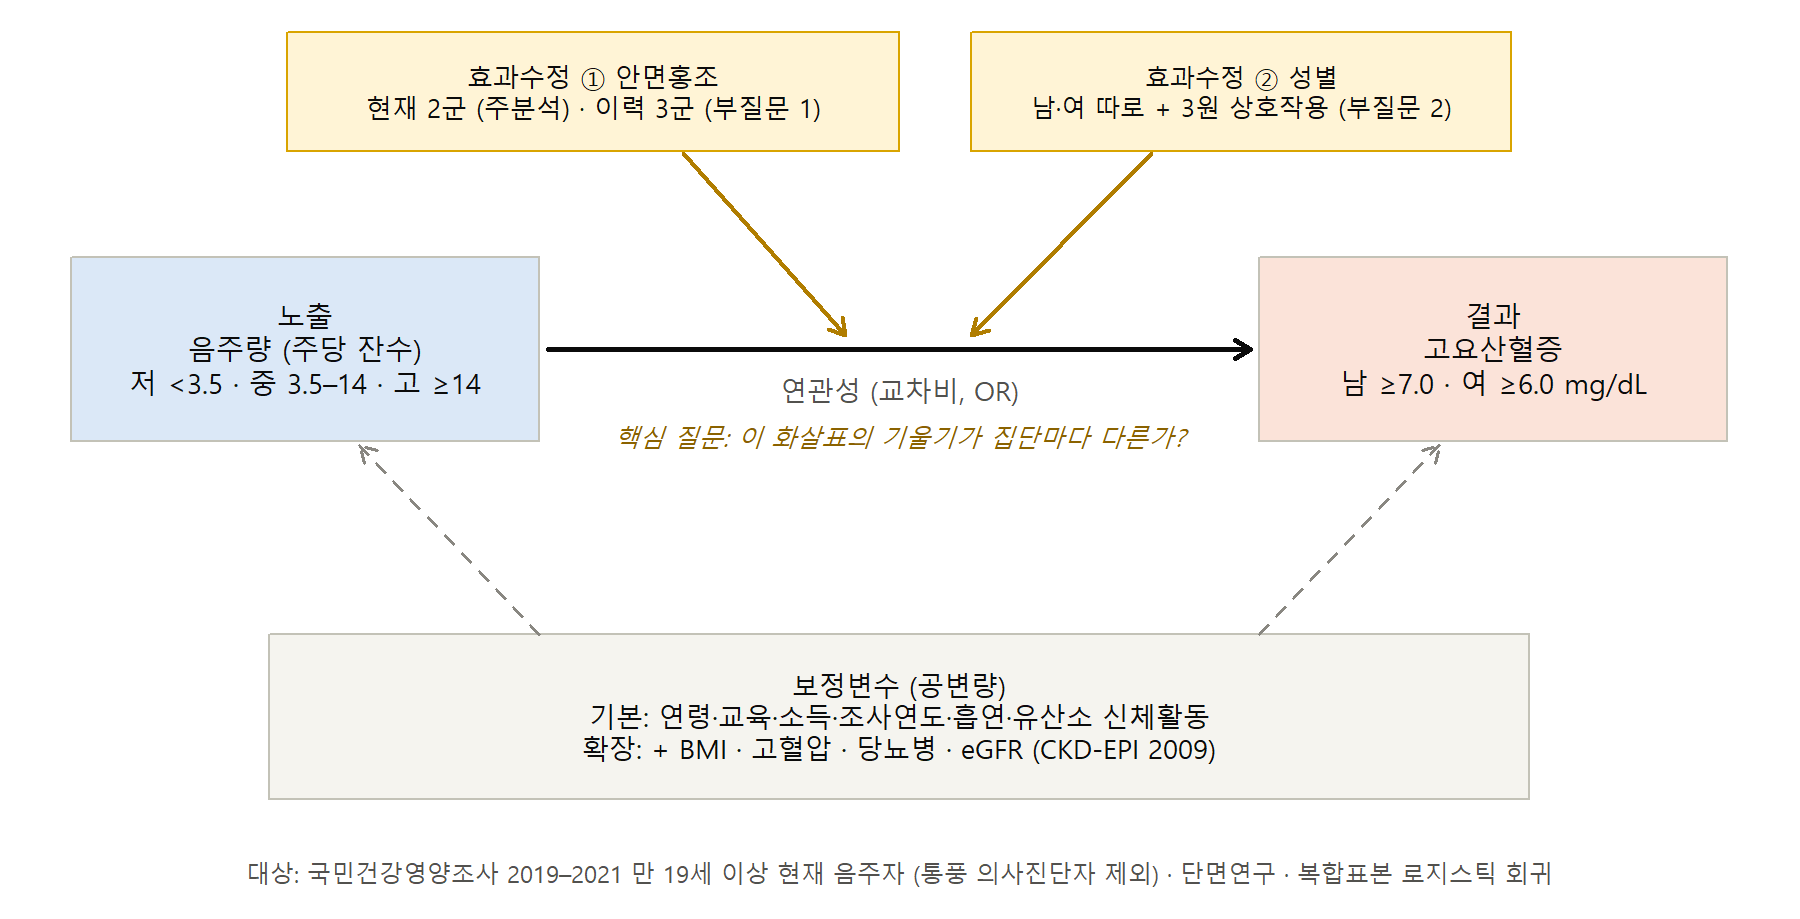 효과수정 ① 안면홍조
현재 2군 (주분석) · 이력 3군 (부질문 1)
효과수정 ② 성별
남·여 따로 + 3원 상호작용 (부질문 2)
노출
음주량 (주당 잔수)
저 <3.5 · 중 3.5–14 · 고 ≥14
결과
고요산혈증
남 ≥7.0 · 여 ≥6.0 mg/dL
연관성 (교차비, OR)
핵심 질문: 이 화살표의 기울기가 집단마다 다른가?
보정변수 (공변량)
기본: 연령·교육·소득·조사연도·흡연·유산소 신체활동
확장: + BMI · 고혈압 · 당뇨병 · eGFR (CKD-EPI 2009)
대상: 국민건강영양조사 2019–2021 만 19세 이상 현재 음주자 (통풍 의사진단자 제외) · 단면연구 · 복합표본 로지스틱 회귀